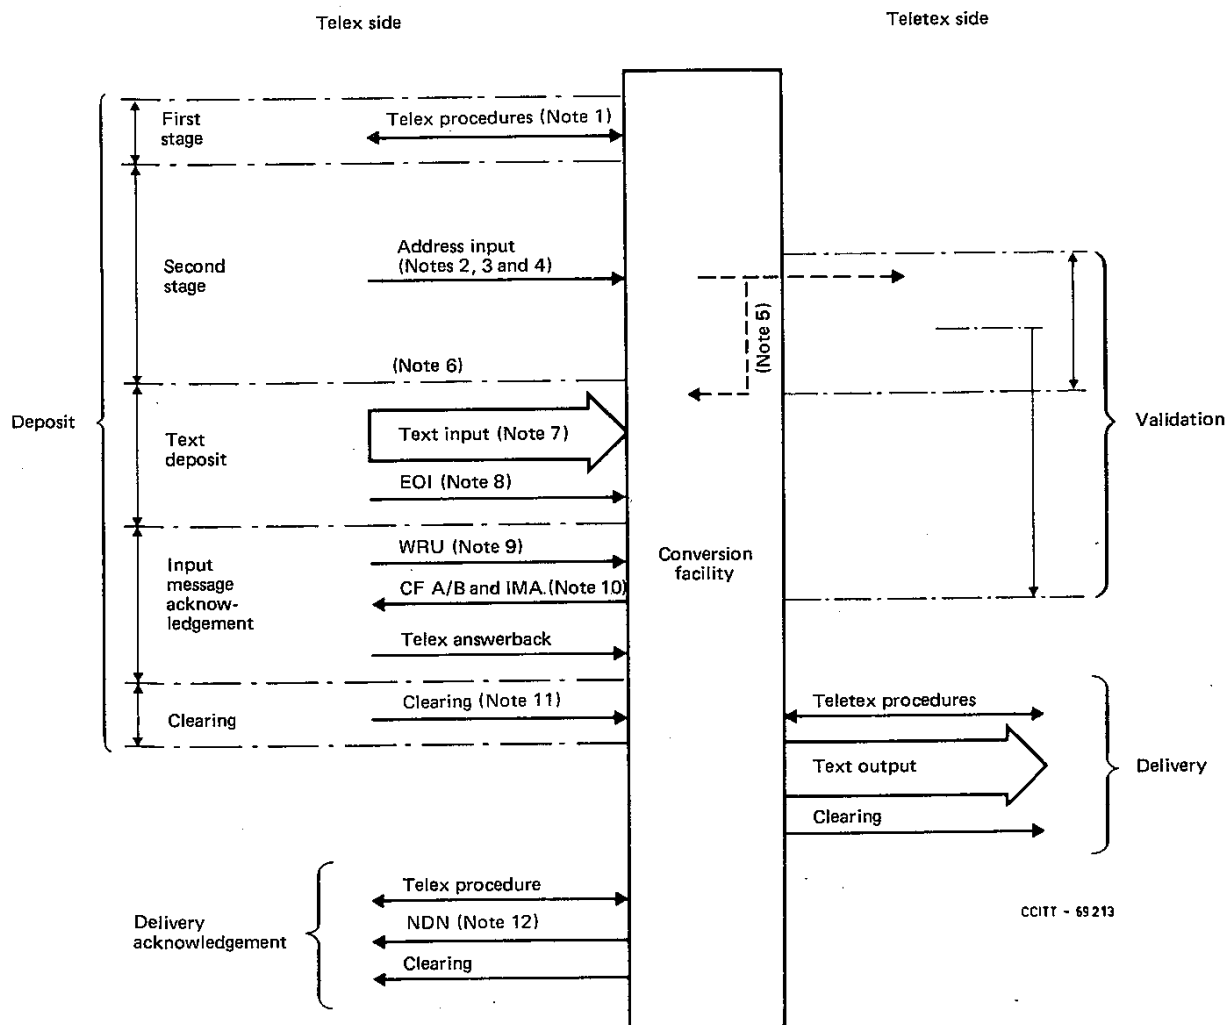 Telex side
Teletex side
First
stage
Telex procedures (Note 1)
Second
stage
Address input
(Notes 2, 3 and 4)
(Note 5)
(Note 6)
Deposit
Text
deposit
Text input (Note 7)
EOI (Note 8)
Validation
Input
message
acknow-
ledgement
WRU (Note 9)
CF A/B and IMA.(Note 10)
Telex answerback
Conversion
facility
Clearing
Clearing (Note 11)
Teletex procedures
Text output
Clearing
Delivery
Delivery
acknowledgement
Telex procedure
NDN (Note 12)
Clearing
CCITT - 69213